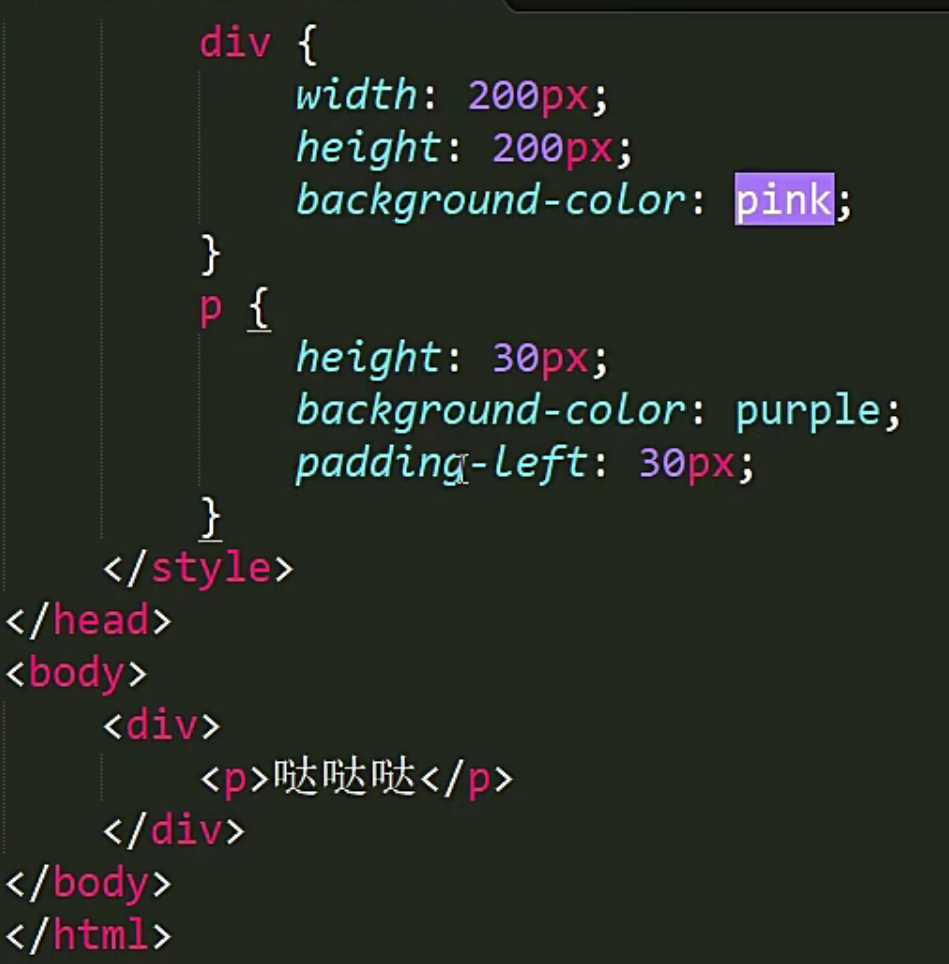 div {
width: 200px;
height: 200px;
background-color: pink;
}
p {
height: 30px;
background-color: purple;
padding-left: 30px;
}
</style>
</head>
<body>
<div>
<p>哒哒哒</p>
</div>
</body>
</html>